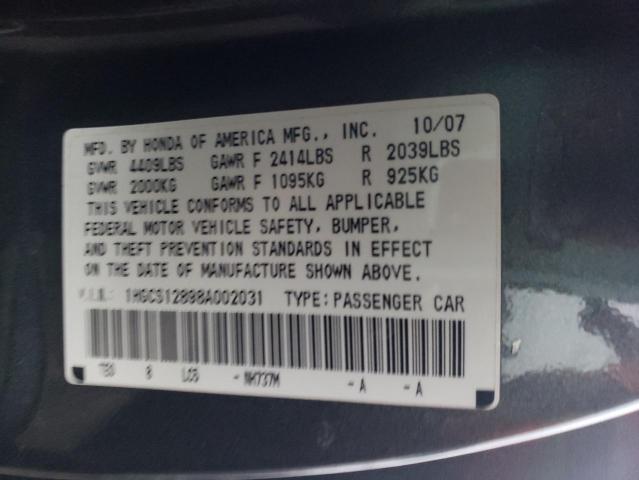 MFD. BY HONDA OF AMERICA MFG., INC. 10/07
GVWR 4409LBS GAWR F 2414LBS R 2039LBS
GVWR 2000KG GAWR F 1095KG R 925KG
THIS VEHICLE CONFORMS TO ALL APPLICABLE
FEDERAL MOTOR VEHICLE SAFETY, BUMPER,
AND THEFT PREVENTION STANDARDS IN EFFECT
ON THE DATE OF MANUFACTURE SHOWN ABOVE.
V.I.N.: 1HGCS12898A002031 TYPE: PASSENGER CAR
NH737M -A -A